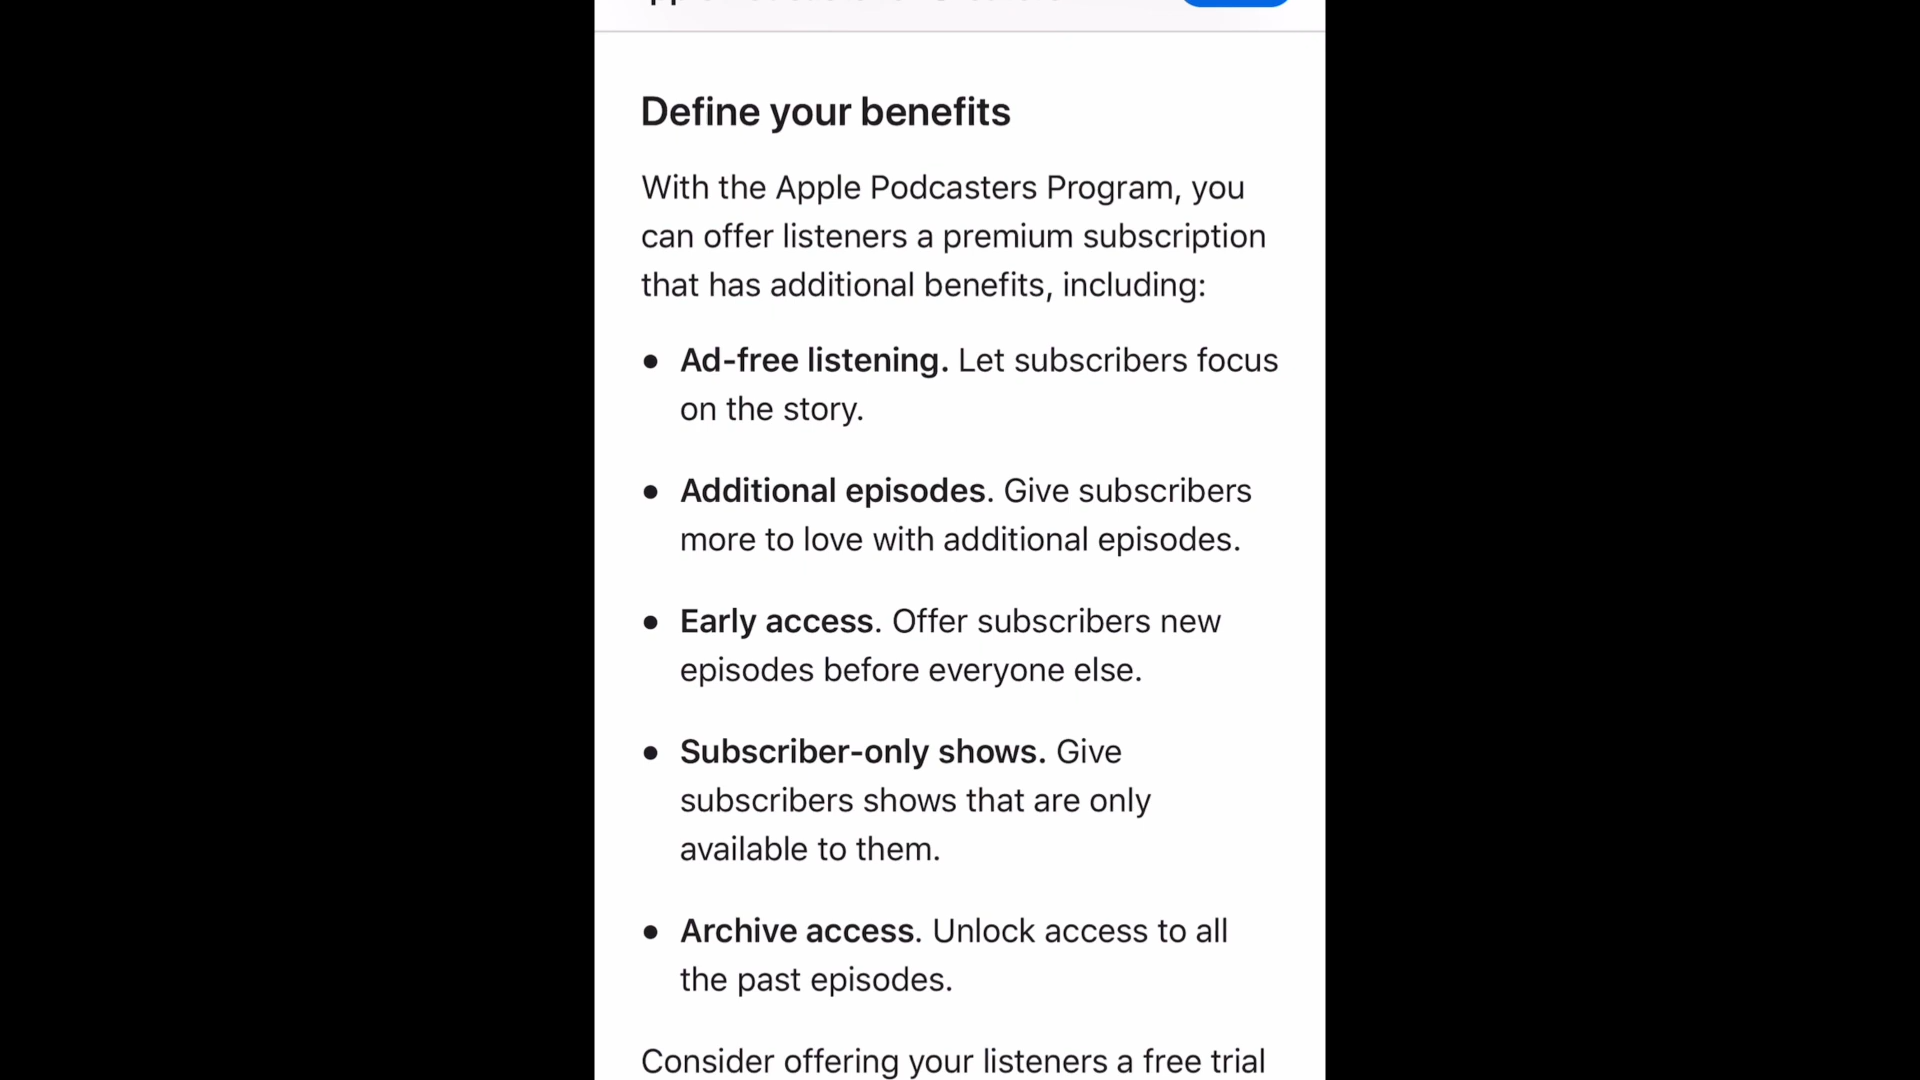 Define your benefits
With the Apple Podcasters Program, you
can offer listeners a premium subscription
that has additional benefits, including:
● Ad-free listening. Let subscribers focus
on the story.
● Additional episodes. Give subscribers
more to love with additional episodes.
● Early access. Offer subscribers new
episodes before everyone else.
● Subscriber-only shows. Give
subscribers shows that are only
available to them.
● Archive access. Unlock access to all
the past episodes.
Consider offering your listeners a free trial